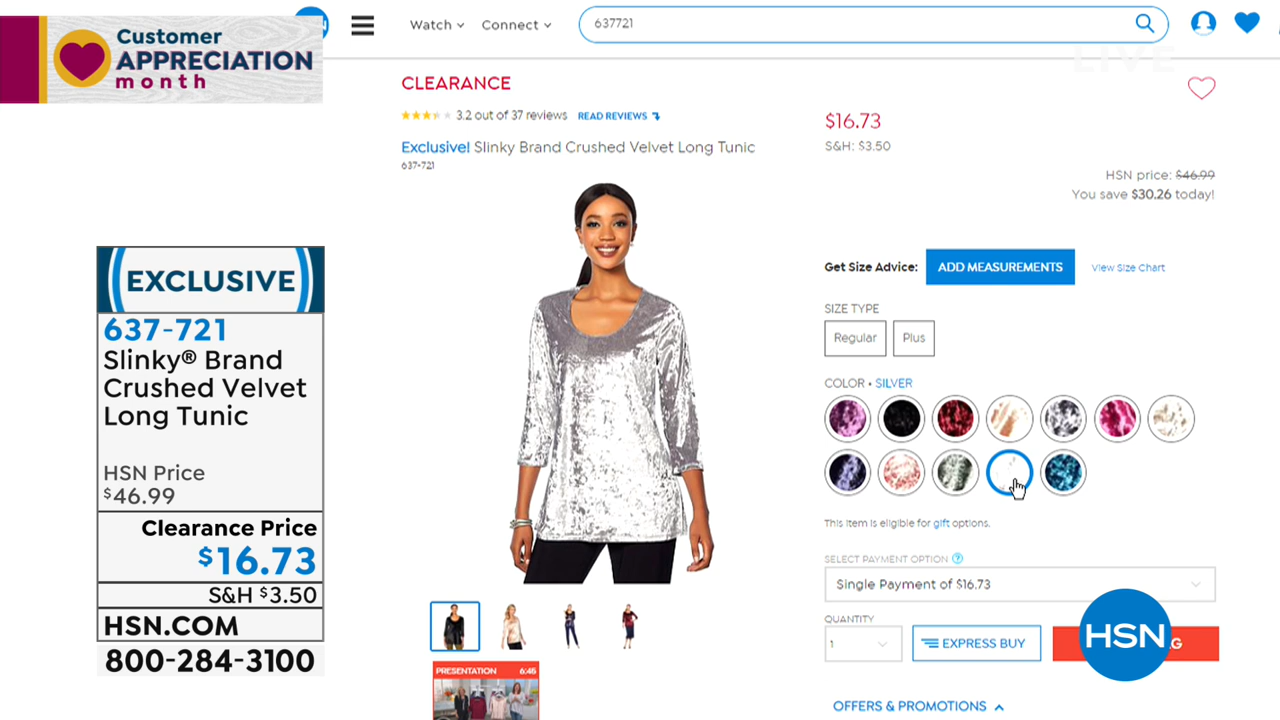 Customer
APPRECIATION
month
Watch
Connect
637721
LIVE
CLEARANCE
3.2 out of 37 reviews READ REVIEWS
Exclusive! Slinky Brand Crushed Velvet Long Tunic
637-721
$16.73
S&H: $3.50
HSN price: $46.99
You save $30.26 today!
Get Size Advice: ADD MEASUREMENTS View Size Chart
SIZE TYPE
Regular Plus
COLOR • SILVER
This item is eligible for gift options.
SELECT PAYMENT OPTION ?
Single Payment of $16.73
QUANTITY
1 EXPRESS BUY
HSN
OFFERS & PROMOTIONS
PRESENTATION 6:45
EXCLUSIVE
637-721
Slinky® Brand
Crushed Velvet
Long Tunic
HSN Price
$46.99
Clearance Price
$16.73
S&H $3.50
HSN.COM
800-284-3100